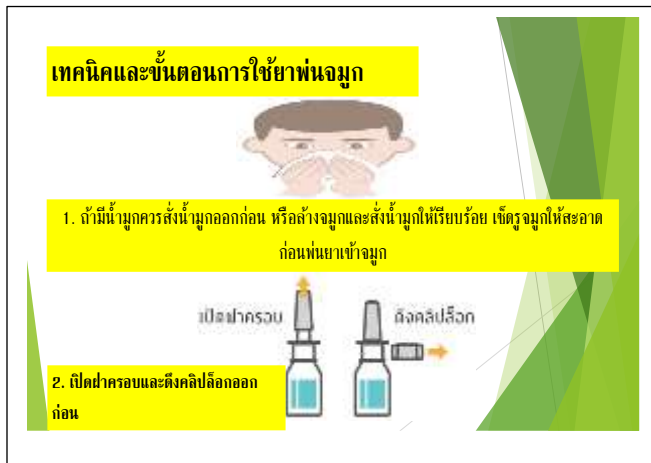 เทคนิคและขั้นตอนการใช้ยาพ่นจมูก
1. ถ้ามีน้ำมูกควรสั่งน้ำมูกออกก่อน หรือล้างจมูกและสั่งน้ำมูกให้เรียบร้อย เช็ดรูจมูกให้สะอาด
ก่อนพ่นยาเข้าจมูก
เปิดฝาครอบ
ดึงคลิปล็อก
2. เปิดฝาครอบและดึงคลิปล็อกออก
ก่อน